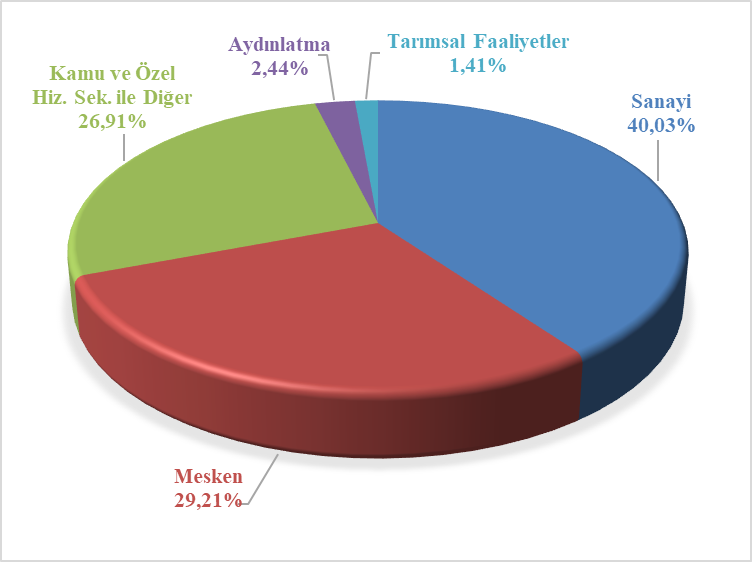 Aydınlatma
2,44%
Tarımsal Faaliyetler
1,41%
Kamu ve Özel
Hiz. Sek. ile Diğer
26,91%
Sanayi
40,03%
Mesken
29,21%